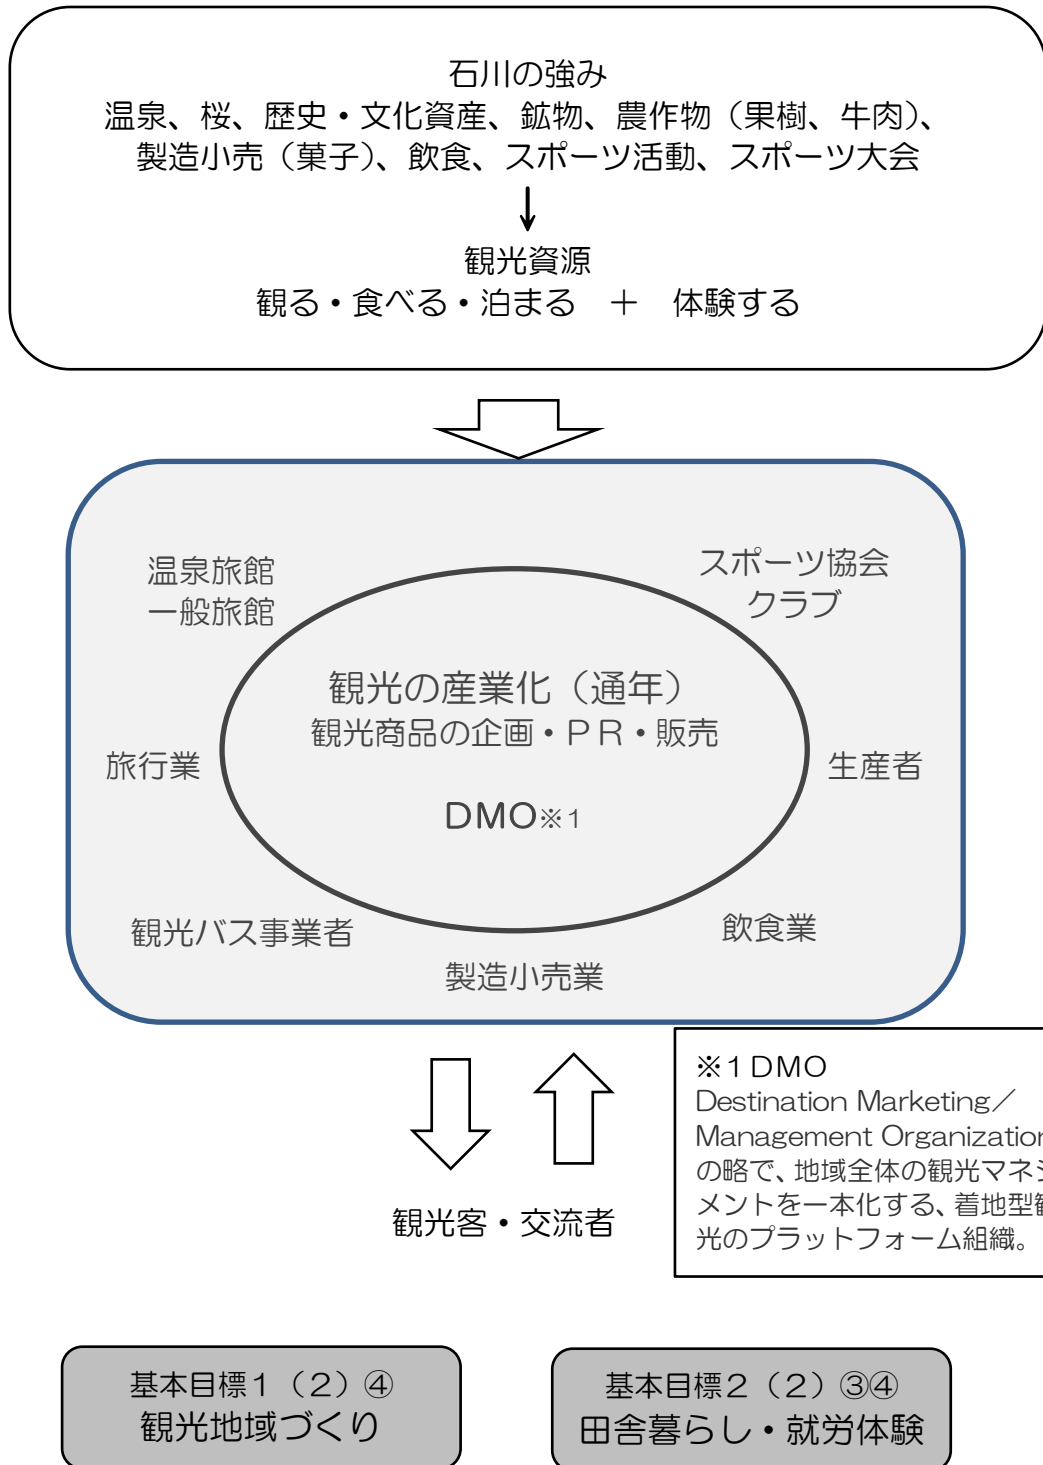 石川の強み
温泉、桜、歴史・文化資産、鉱物、農作物（果樹、牛肉）、
製造小売（菓子）、飲食、スポーツ活動、スポーツ大会
↓
観光資源
観る・食べる・泊まる　＋　体験する
温泉旅館
一般旅館
スポーツ協会
クラブ
観光の産業化（通年）
観光商品の企画・ＰＲ・販売
旅行業
生産者
DMO※1
観光バス事業者
飲食業
製造小売業
※１DMO
Destination Marketing／
Management Organization
の略で、地域全体の観光マネジ
メントを一本化する、着地型観
光のプラットフォーム組織。
観光客・交流者
基本目標１（２）④
観光地域づくり
基本目標２（２）③④
田舎暮らし・就労体験